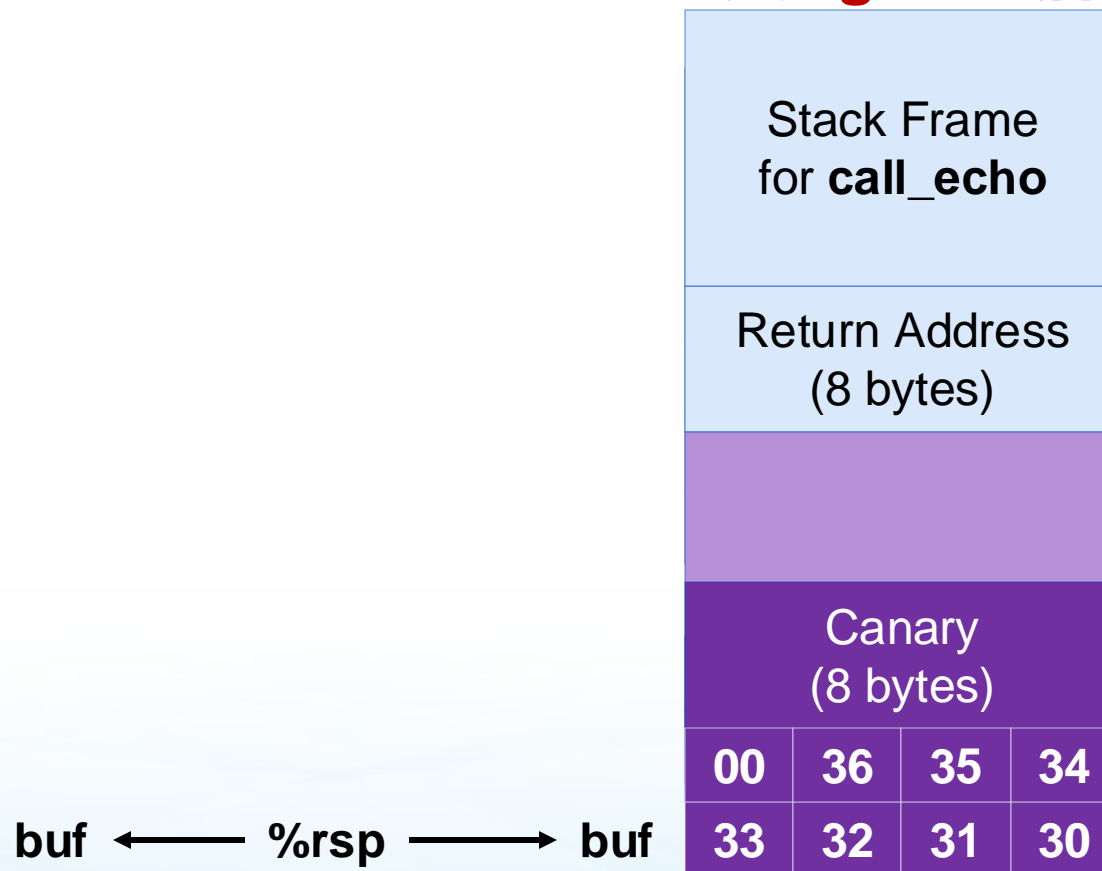 Stack Frame
for call_echo
Return Address
(8 bytes)
Canary
(8 bytes)
00 36 35 34
buf %rsp buf 33 32 31 30